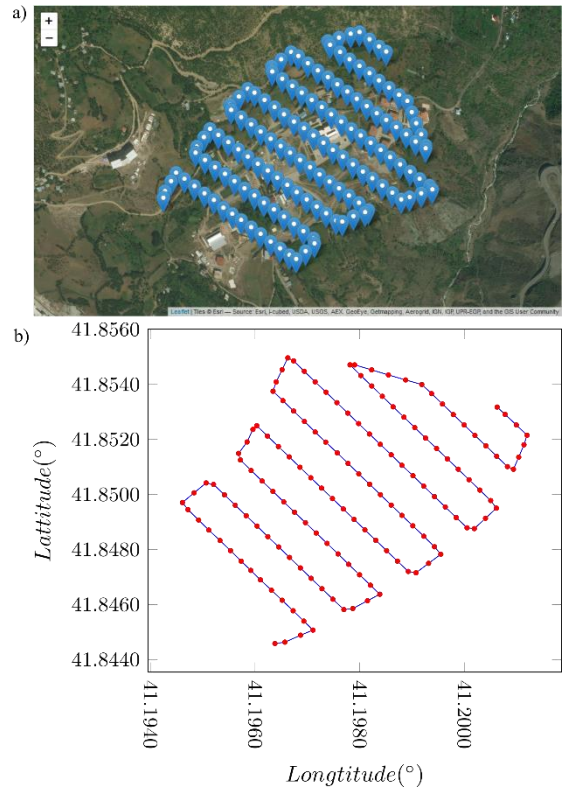 a)
+
−
Leaflet | Tiles © Esri — Source: Esri, i-cubed, USDA, USGS, AEX, GeoEye, Getmapping, Aerogrid, IGN, IGP, UPR-EGP, and the GIS User Community
b)
41.8560
41.8540
41.8520
41.8500
41.8480
41.8460
41.8440
Lattitude(°)
41.1940
41.1960
41.1980
41.2000
Longtitude(°)